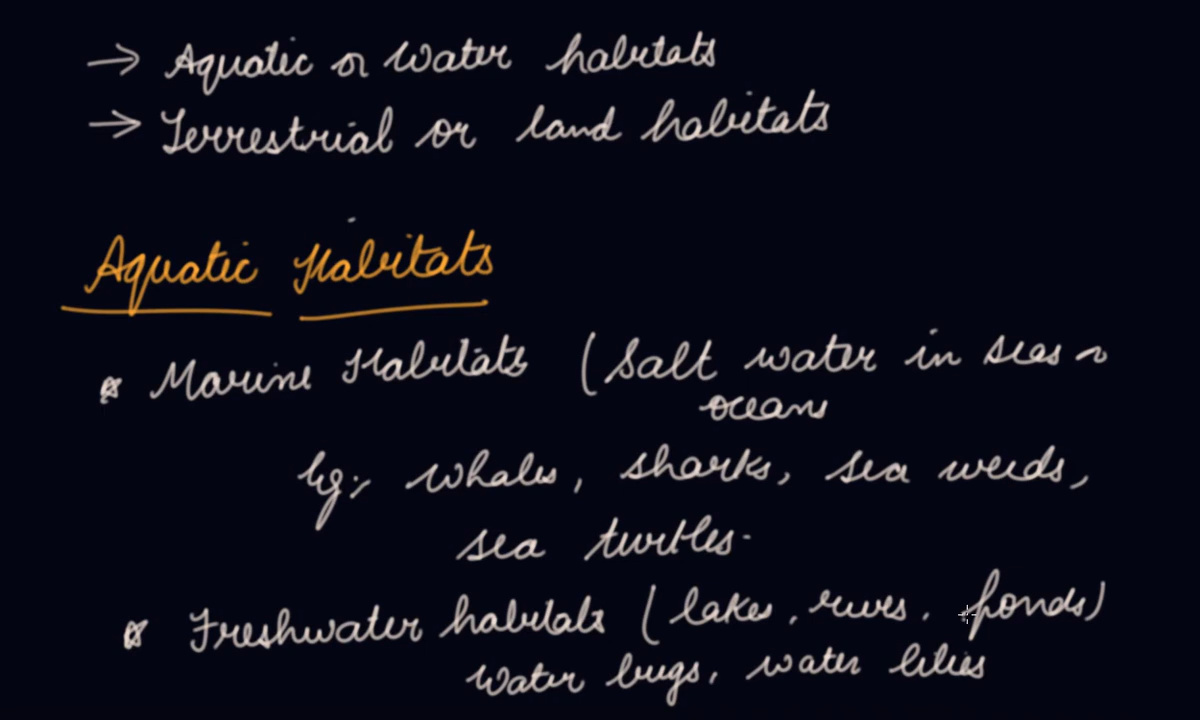 → Aquatic or Water habitats
→ Terrestrial or land habitats
Aquatic Habitats
* Marine Habitats (Salt water in seas
oceans
Eg:- whales, sharks, sea weeds,
sea turtles.
* Freshwater habitats (lakes, rivers, ponds)
Water bugs, water lilies